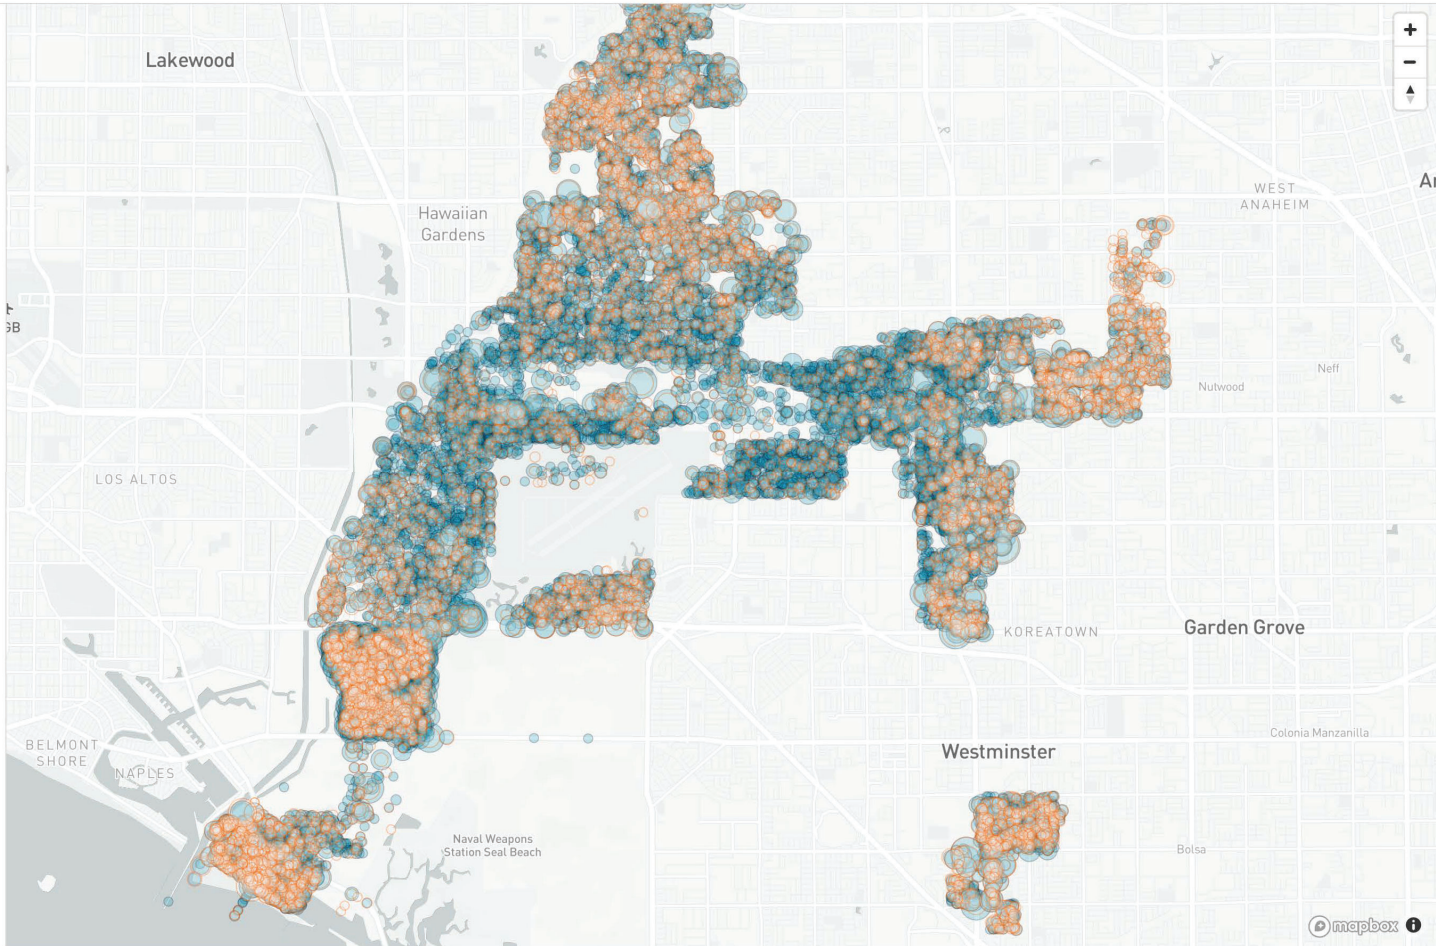 Lakewood
Ar
WEST
ANAHEIM
Hawaiian
Gardens
GB
Neff
Nutwood
LOS ALTOS
KOREATOWN
Garden Grove
Colonia Manzanilla
BELMONT
SHORE
NAPLES
Westminster
Naval Weapons
Station Seal Beach
Bolsa
mapbox